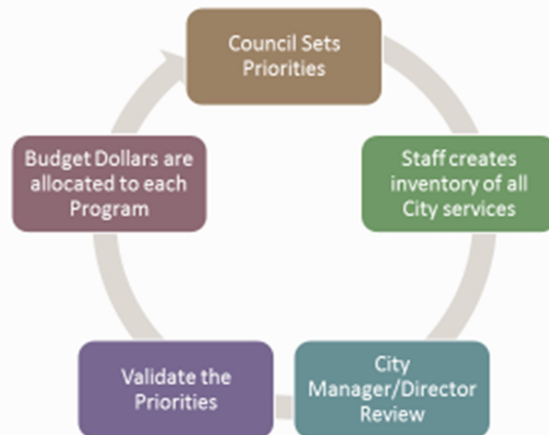 Council Sets
Priorities
Staff creates
inventory of all
City services
City
Manager/Director
Review
Validate the
Priorities
Budget Dollars are
allocated to each
Program